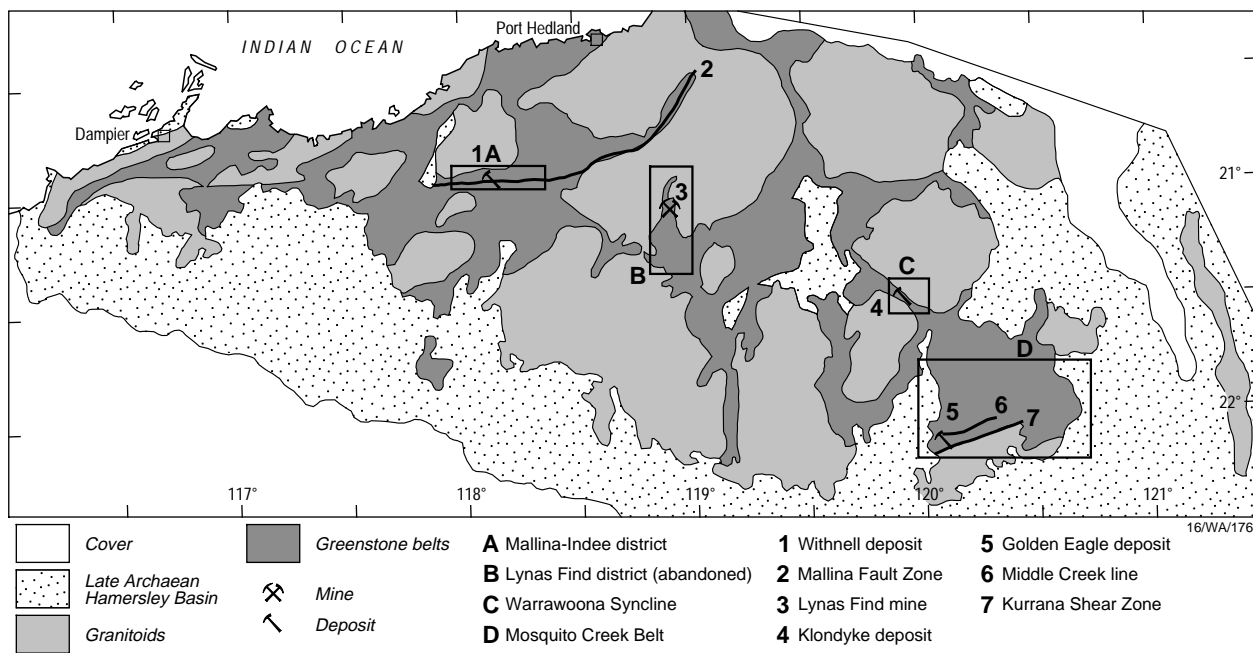 INDIAN OCEAN
Port Hedland
2
Dampier
1A
21°
3
B
C
4
D
5
6
7
22°
117°
118°
119°
120°
121°
16/WA/176
Cover
Late Archaean
Hamersley Basin
Granitoids
Greenstone belts
Mine
Deposit
A Mallina-Indee district
B Lynas Find district (abandoned)
C Warrawoona Syncline
D Mosquito Creek Belt
1 Withnell deposit
2 Mallina Fault Zone
3 Lynas Find mine
4 Klondyke deposit
5 Golden Eagle deposit
6 Middle Creek line
7 Kurrana Shear Zone